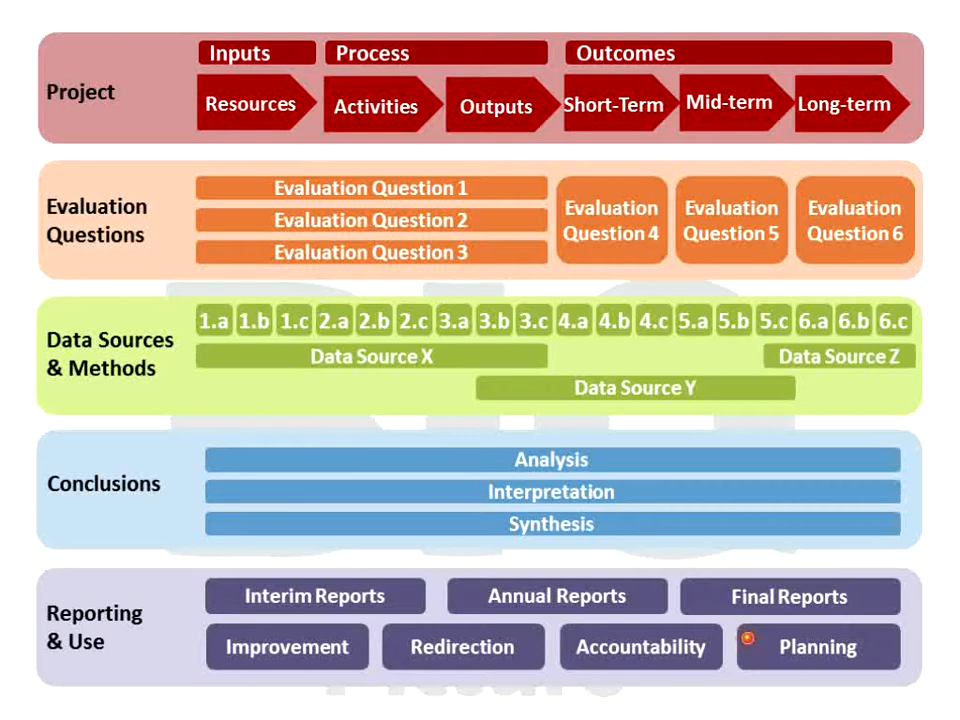 Inputs
Process
Outcomes
Project
Resources
Activities
Outputs
Short-Term
Mid-term
Long-term
Evaluation
Questions
Evaluation Question 1
Evaluation Question 2
Evaluation Question 3
Evaluation
Question 4
Evaluation
Question 5
Evaluation
Question 6
Data Sources
& Methods
1.a 1.b 1.c 2.a 2.b 2.c 3.a 3.b 3.c 4.a 4.b 4.c 5.a 5.b 5.c 6.a 6.b 6.c
Data Source X
Data Source Z
Data Source Y
Conclusions
Analysis
Interpretation
Synthesis
Reporting
& Use
Interim Reports
Annual Reports
Final Reports
Improvement
Redirection
Accountability
Planning